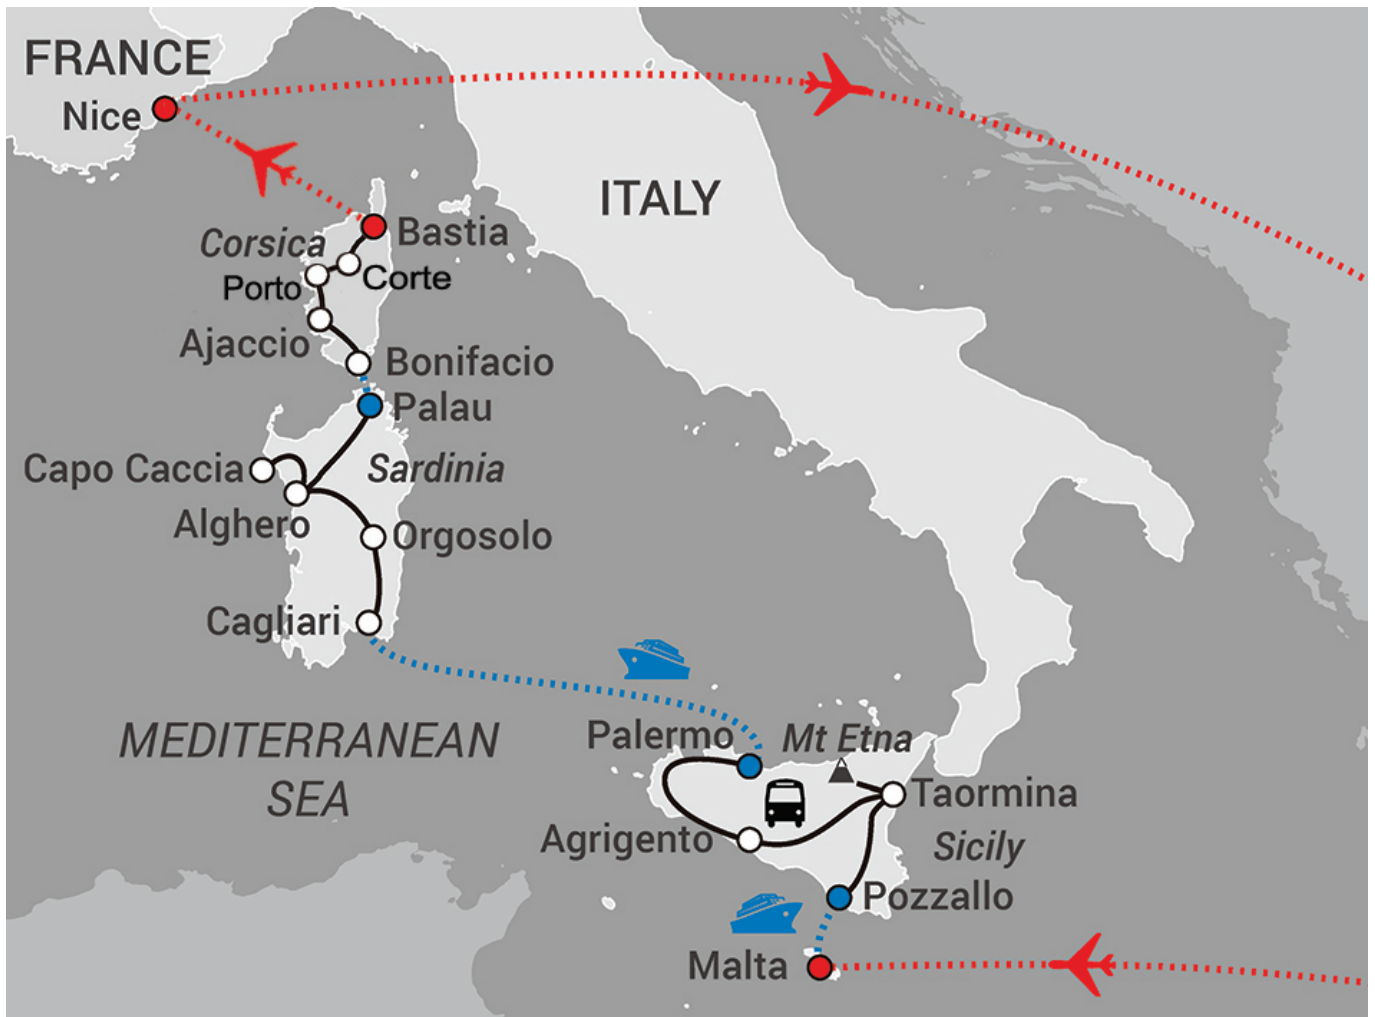 FRANCE
Nice
ITALY
Corsica
Bastia
Porto
Corte
Ajaccio
Bonifacio
Palau
Capo Caccia
Sardinia
Alghero
Orgosolo
Cagliari
MEDITERRANEAN
SEA
Palermo
Mt Etna
Taormina
Agrigento
Sicily
Pozzallo
Malta